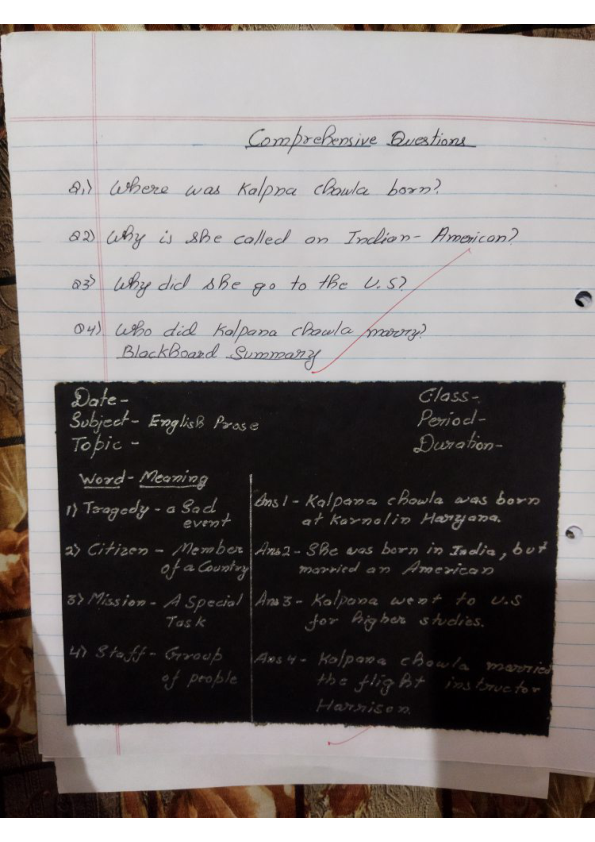 Comprehensive Questions
Q1) Where was Kalpna chawla born?
Q2) Why is she called an Indian-American?
Q3) Why did she go to the U.S?
Q4) Who did Kalpana chawla marry?
BlackBoard Summary
Date-
Class-
Subject- English Prose
Period-
Topic-
Duration-
Word-Meaning
1) Tragedy - a Sad
event
2) Citizen - Member
of a Country
3) Mission- A Special
Task
4) Staff- Group
of people
Ans1- Kalpana chawla was born
at Karnal in Haryana.
Ans2- She was born in India, but
married an American
Ans3- Kalpana went to U.S
for higher studies.
Ans4- Kalpana chawla married
the flight instructor
Harrison.